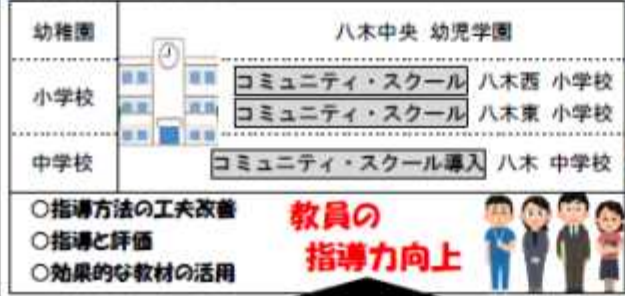 幼稚園 八木中央 幼児学園
小学校 コミュニティ・スクール 八木西 小学校
コミュニティ・スクール 八木東 小学校
中学校 コミュニティ・スクール導入 八木 中学校
○指導方法の工夫改善
○指導と評価
○効果的な教材の活用
教員の
指導力向上